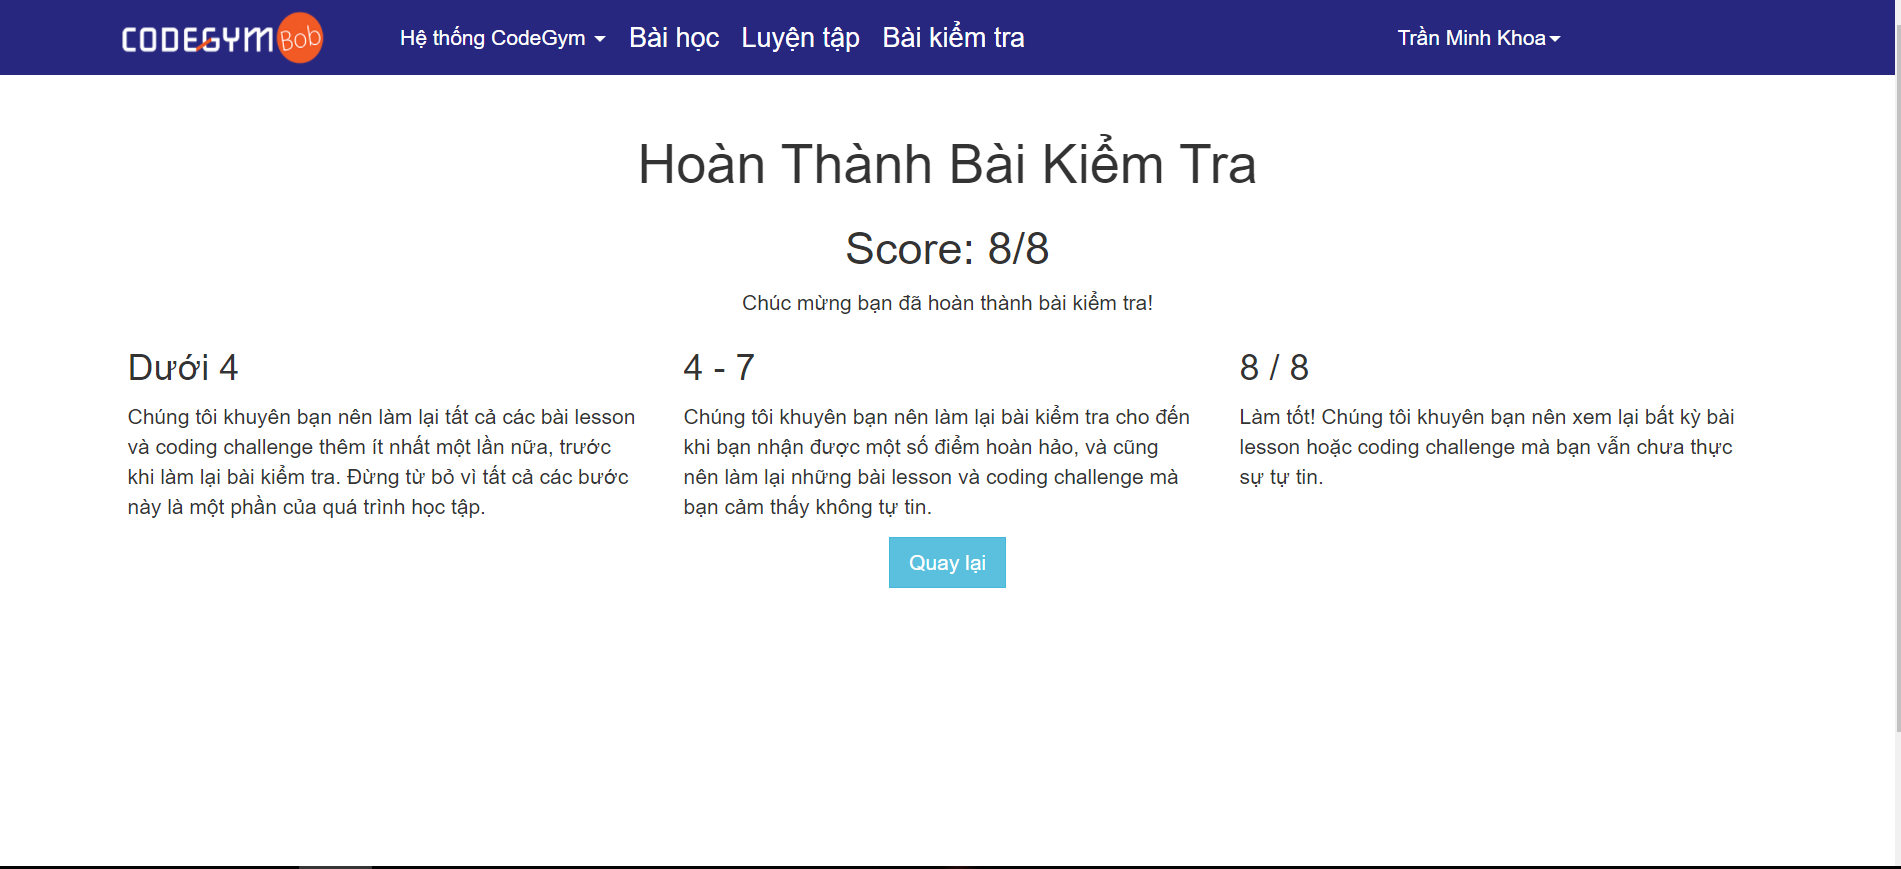 CODEGYM Bob
Hệ thống CodeGym
Bài học
Luyện tập
Bài kiểm tra
Trần Minh Khoa
Hoàn Thành Bài Kiểm Tra
Score: 8/8
Chúc mừng bạn đã hoàn thành bài kiểm tra!
Dưới 4
Chúng tôi khuyên bạn nên làm lại tất cả các bài lesson
và coding challenge thêm ít nhất một lần nữa, trước
khi làm lại bài kiểm tra. Đừng từ bỏ vì tất cả các bước
này là một phần của quá trình học tập.
4 - 7
Chúng tôi khuyên bạn nên làm lại bài kiểm tra cho đến
khi bạn nhận được một số điểm hoàn hảo, và cũng
nên làm lại những bài lesson và coding challenge mà
bạn cảm thấy không tự tin.
8 / 8
Làm tốt! Chúng tôi khuyên bạn nên xem lại bất kỳ bài
lesson hoặc coding challenge mà bạn vẫn chưa thực
sự tự tin.
Quay lại